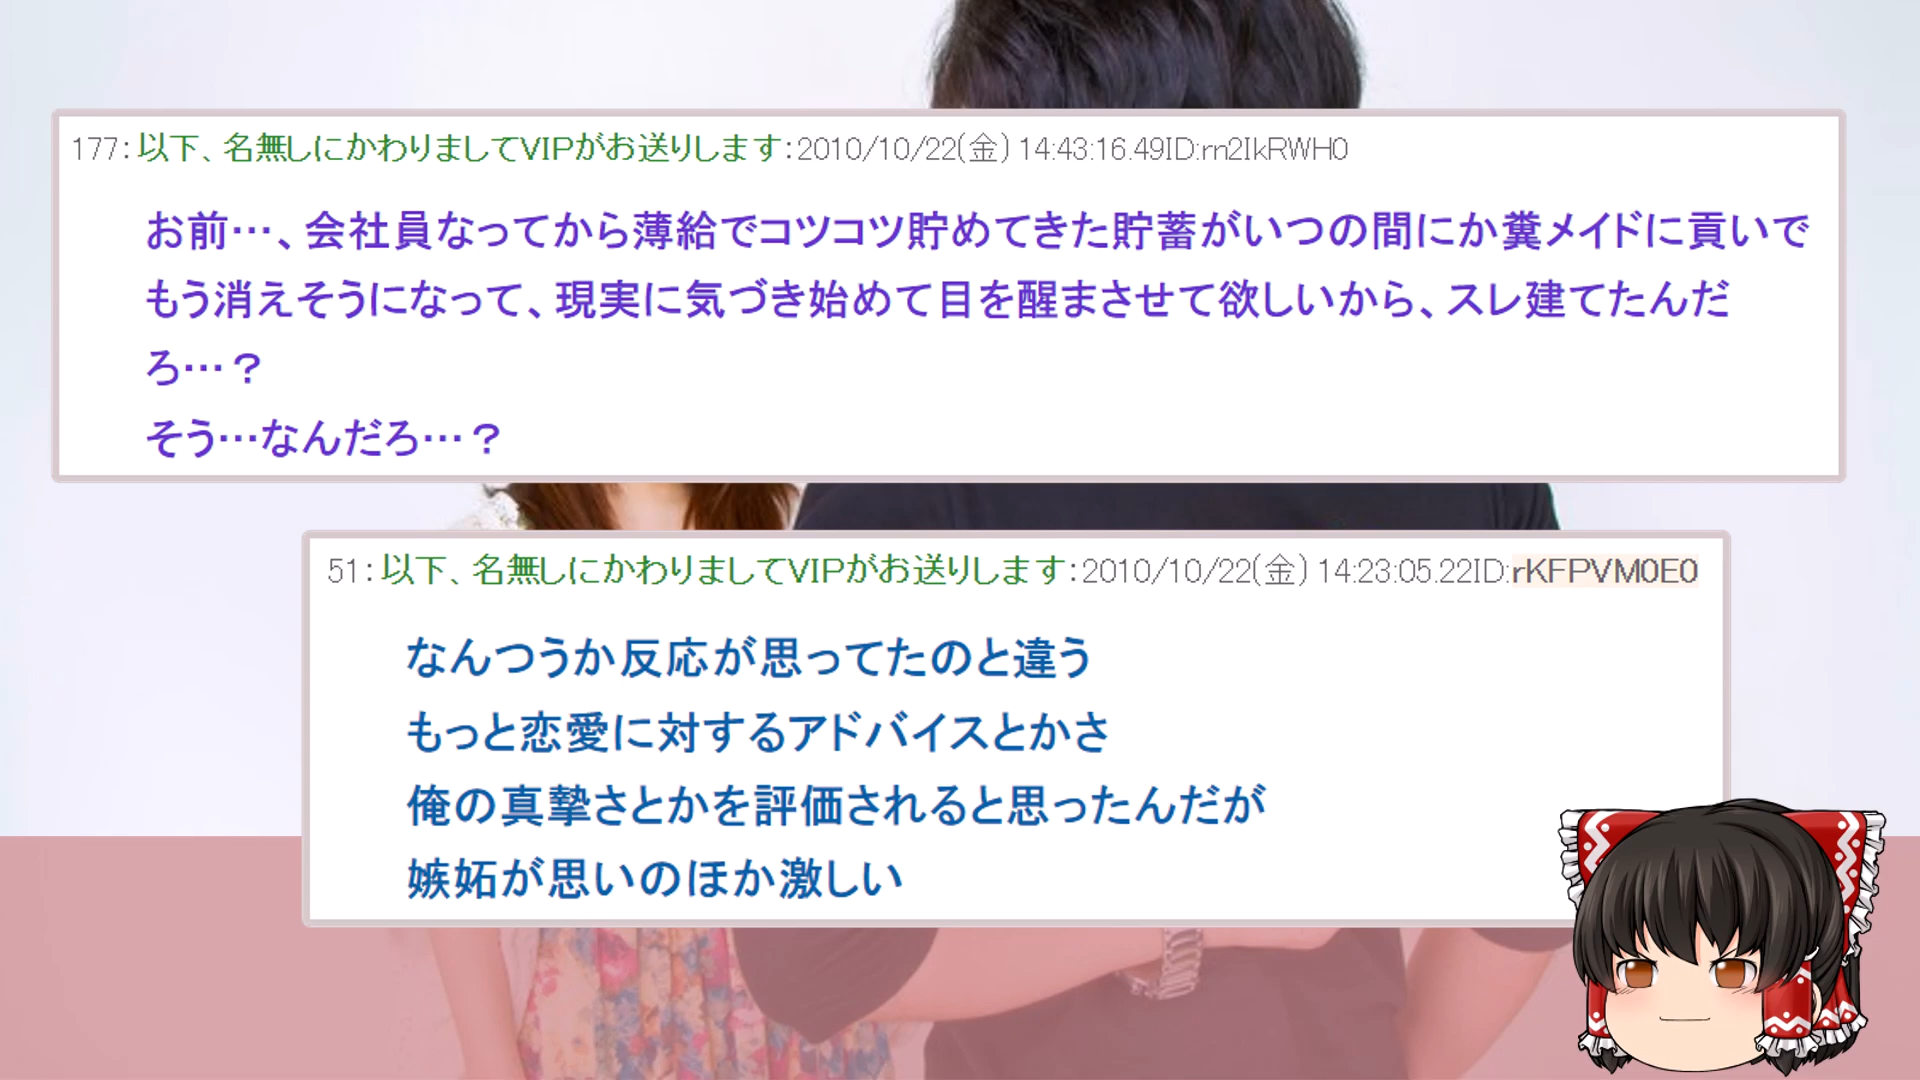 177:以下、名無しにかわりましてVIPがお送りします:2010/10/22(金) 14:43:16.49ID:rn2IkRWH0
お前…、会社員なってから薄給でコツコツ貯めてきた貯蓄がいつの間にか糞メイドに貢いで
もう消えそうになって、現実に気づき始めて目を醒まさせて欲しいから、スレ建てたんだ
ろ…？
そう…なんだろ…？
51:以下、名無しにかわりましてVIPがお送りします:2010/10/22(金) 14:23:05.22ID:rKFPVM0E0
なんつうか反応が思ってたのと違う
もっと恋愛に対するアドバイスとかさ
俺の真摯さとかを評価されると思ったんだが
嫉妬が思いのほか激しい